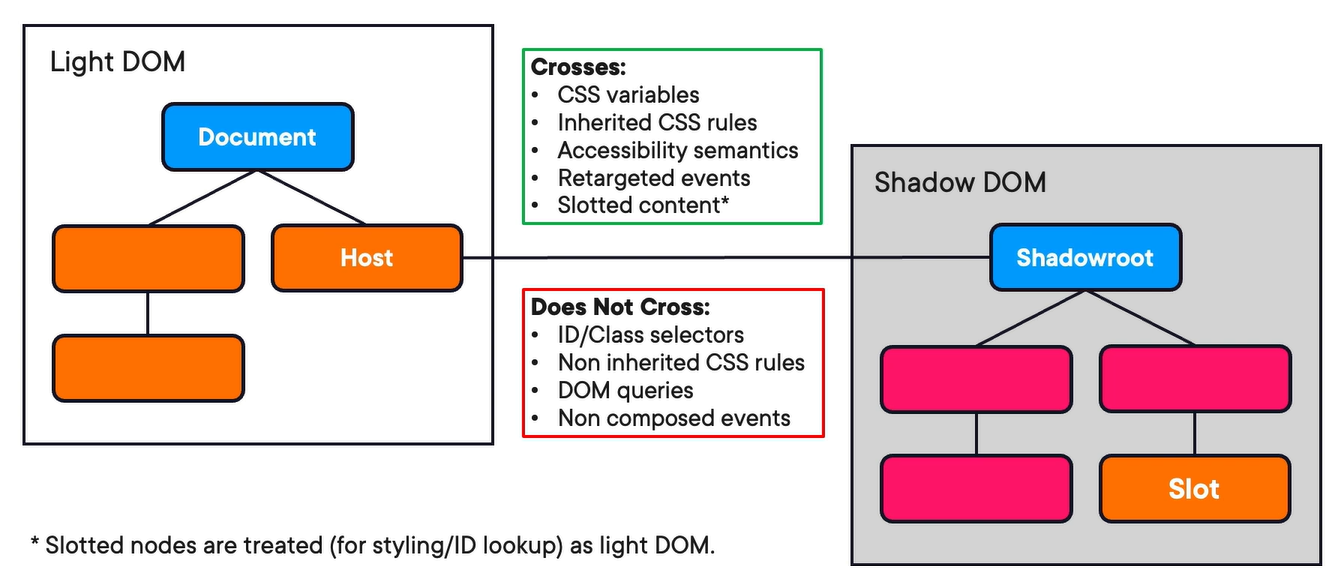 Light DOM
Document
Host
Crosses:
• CSS variables
• Inherited CSS rules
• Accessibility semantics
• Retargeted events
• Slotted content*
Does Not Cross:
• ID/Class selectors
• Non inherited CSS rules
• DOM queries
• Non composed events
Shadow DOM
Shadowroot
Slot
* Slotted nodes are treated (for styling/ID lookup) as light DOM.